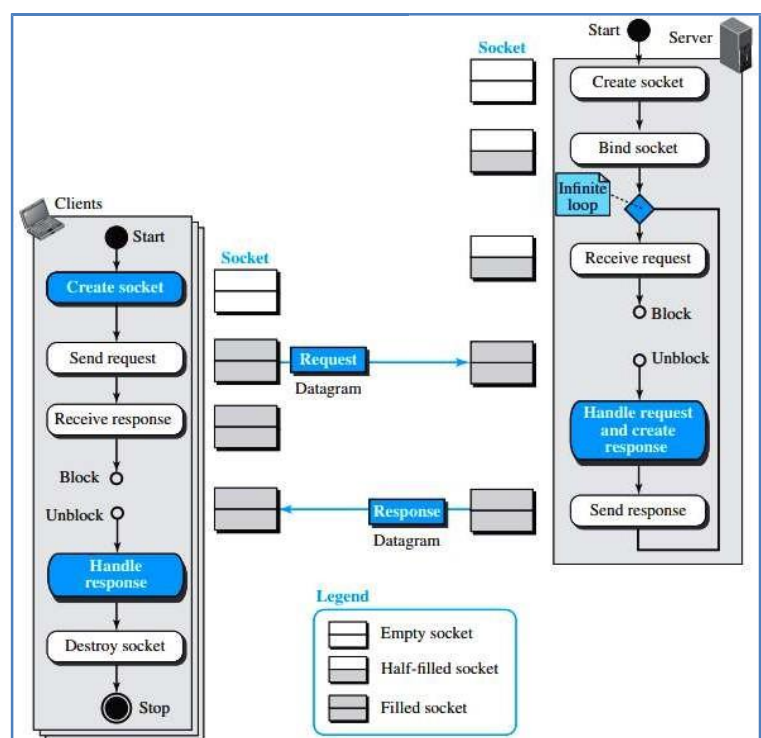 Start
Server
Socket
Create socket
Bind socket
Infinite
loop
Receive request
Block
Unblock
Handle request
and create
response
Send response
Clients
Start
Socket
Create socket
Send request
Request
Datagram
Receive response
Block
Unblock
Response
Datagram
Handle
response
Destroy socket
Stop
Legend
Empty socket
Half-filled socket
Filled socket